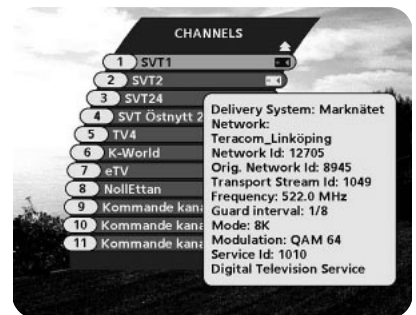 CHANNELS
1 SVT1
2 SVT2
3 SVT24
4 SVT Östnytt 2
5 TV4
6 K-World
7 eTV
8 NollEttan
9 Kommande kana
10 Kommande kana
11 Kommande kana
Delivery System: Marknätet
Network:
Teracom_Linköping
Network Id: 12705
Orig. Network Id: 8945
Transport Stream Id: 1049
Frequency: 522.0 MHz
Guard interval: 1/8
Mode: 8K
Modulation: QAM 64
Service Id: 1010
Digital Television Service